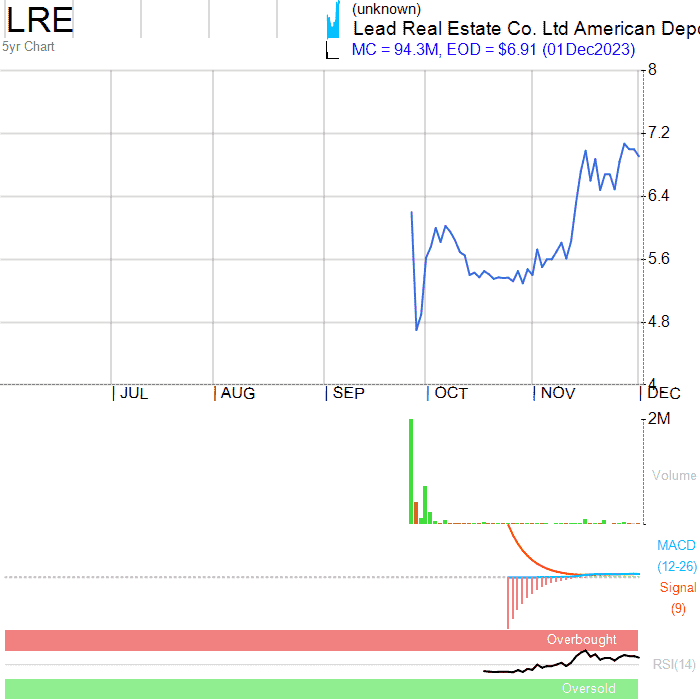 LRE
(unknown)
Lead Real Estate Co. Ltd American Depo
5yr Chart
MC = 94.3M, EOD = $6.91 (01Dec2023)
8
7.2
6.4
5.6
4.8
4
JUL AUG SEP OCT NOV DEC
2M
Volume
MACD
(12-26)
Signal
(9)
Overbought
RSI(14)
Oversold